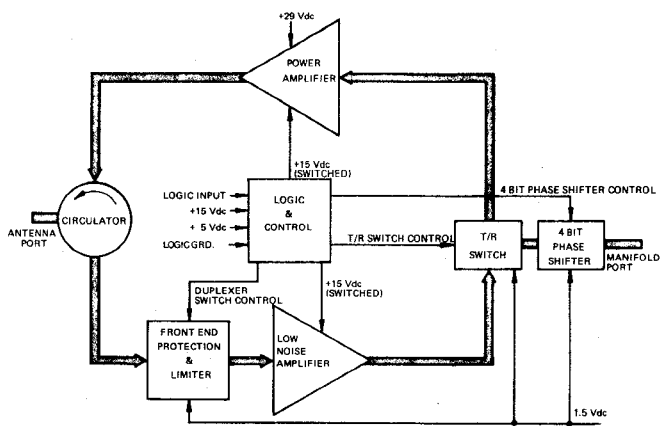 +29 Vdc
POWER
AMPLIFIER
+15 Vdc
(SWITCHED)
LOGIC INPUT
+15 Vdc
+ 5 Vdc
LOGIC GRD.
LOGIC
&
CONTROL
4 BIT PHASE SHIFTER CONTROL
T/R SWITCH CONTROL
T/R
SWITCH
4 BIT
PHASE
SHIFTER
MANIFOLD
PORT
CIRCULATOR
ANTENNA
PORT
DUPLEXER
SWITCH CONTROL
+15 Vdc
(SWITCHED)
FRONT END
PROTECTION
&
LIMITER
LOW
NOISE
AMPLIFIER
1.5 Vdc